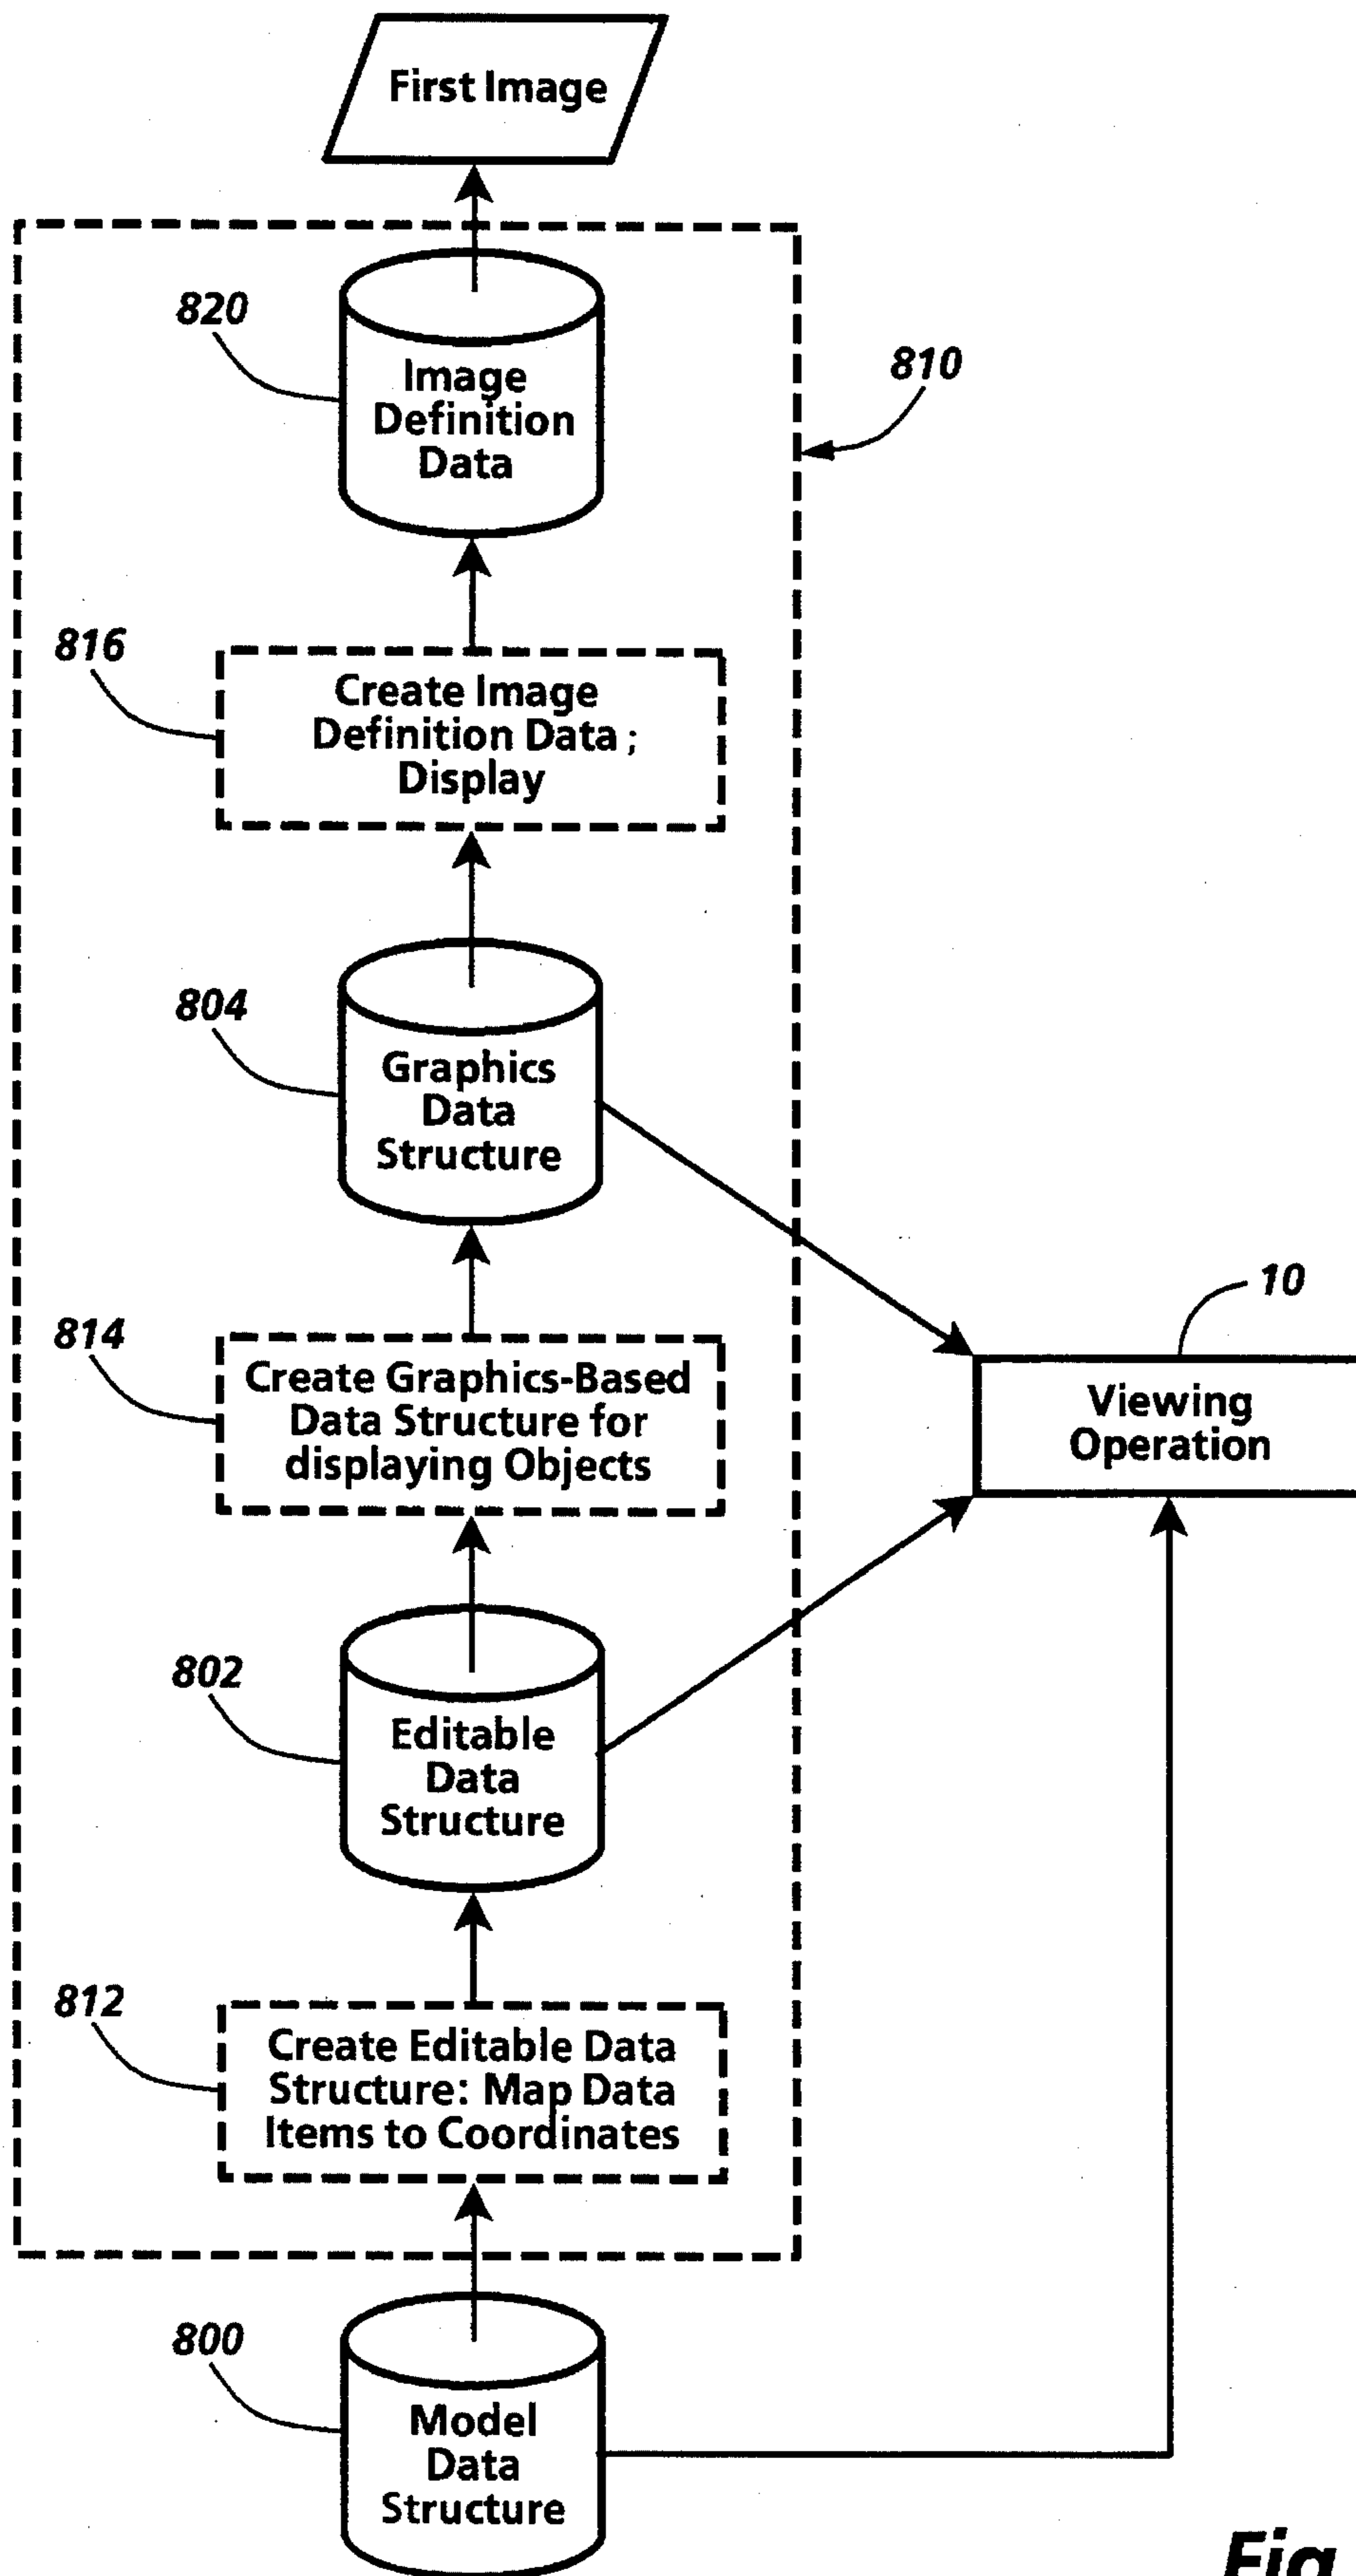 First Image
820
Image
Definition
Data
810
816
Create Image
Definition Data ;
Display
804
Graphics
Data
Structure
10
814
Create Graphics-Based
Data Structure for
displaying Objects
Viewing
Operation
802
Editable
Data
Structure
812
Create Editable Data
Structure: Map Data
Items to Coordinates
800
Model
Data
Structure
Fig